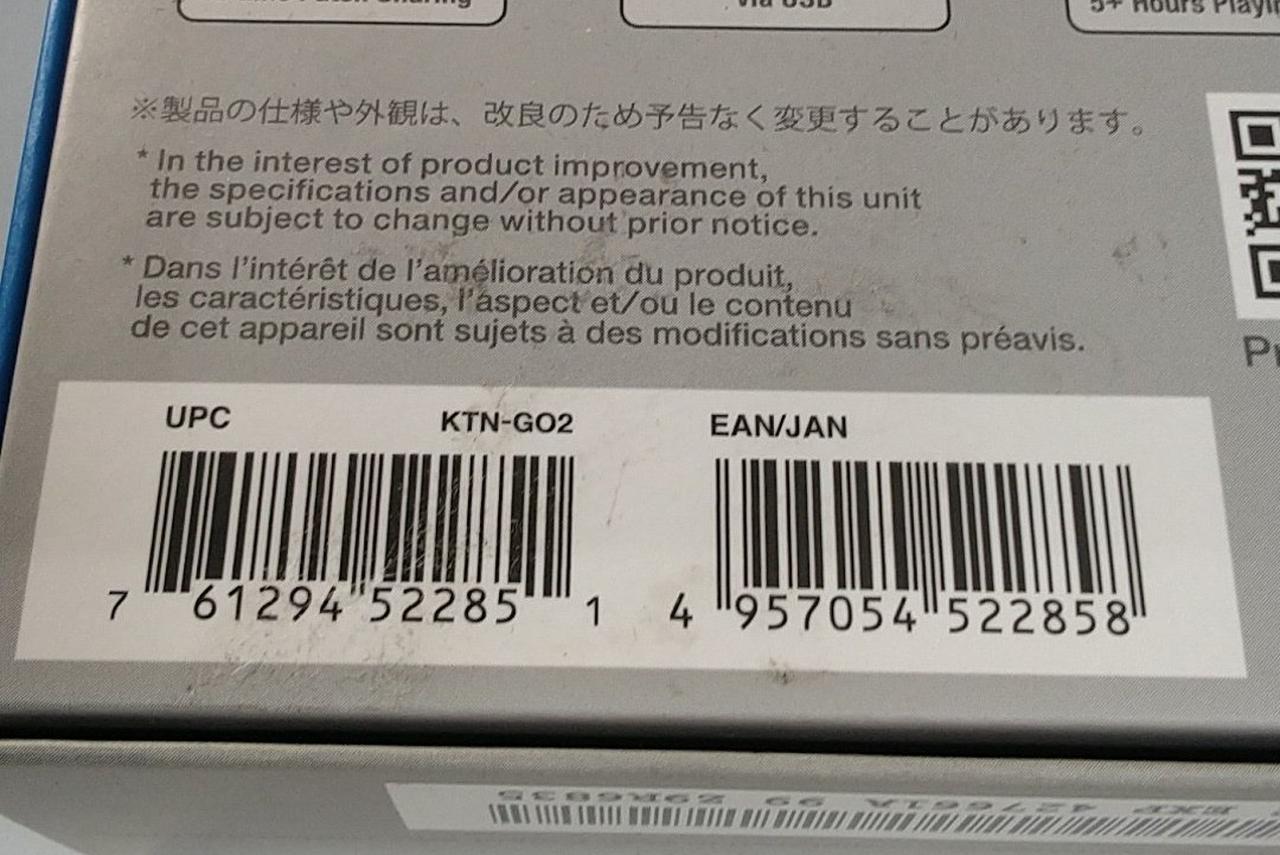 via USB
5+ Hours
※製品の仕様や外観は、改良のため予告なく変更することがあります。
* In the interest of product improvement,
the specifications and/or appearance of this unit
are subject to change without prior notice.
* Dans l'intérêt de l'amélioration du produit,
les caractéristiques, l'aspect et/ou le contenu
de cet appareil sont sujets à des modifications sans préavis.
UPC KTN-GO2 EAN/JAN
7 61294 52285 1 4 957054 522858